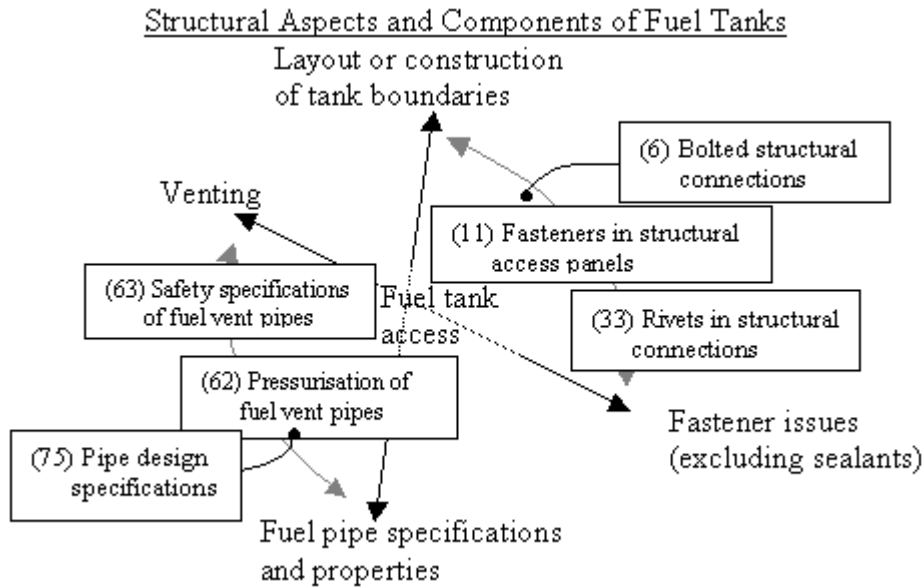 Structural Aspects and Components of Fuel Tanks
Layout or construction
of tank boundaries
(6) Bolted structural
connections
Venting
(11) Fasteners in structural
access panels
(63) Safety specifications
of fuel vent pipes
Fuel tank
access
(33) Rivets in structural
connections
(62) Pressurisation of
fuel vent pipes
Fastener issues
(excluding sealants)
(75) Pipe design
specifications
Fuel pipe specifications
and properties